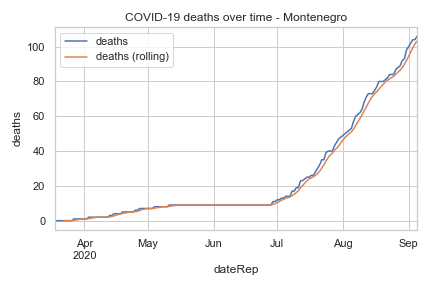 COVID-19 deaths over time - Montenegro
deaths
deaths (rolling)
100
80
60
40
20
0
deaths
Apr
2020
May
Jun
Jul
Aug
Sep
dateRep